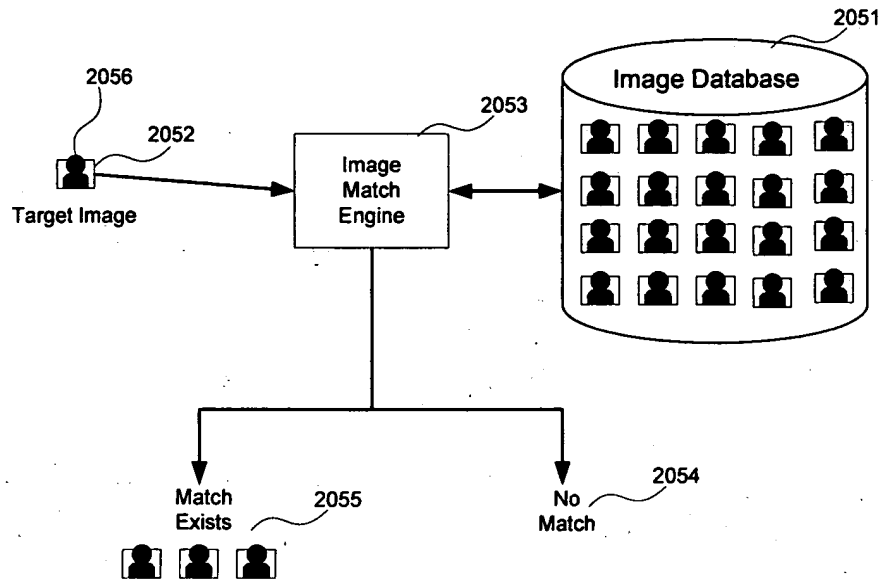 2051
Image Database
2056
2052
2053
Image
Match
Engine
Target Image
Match
Exists
2055
No
Match
2054